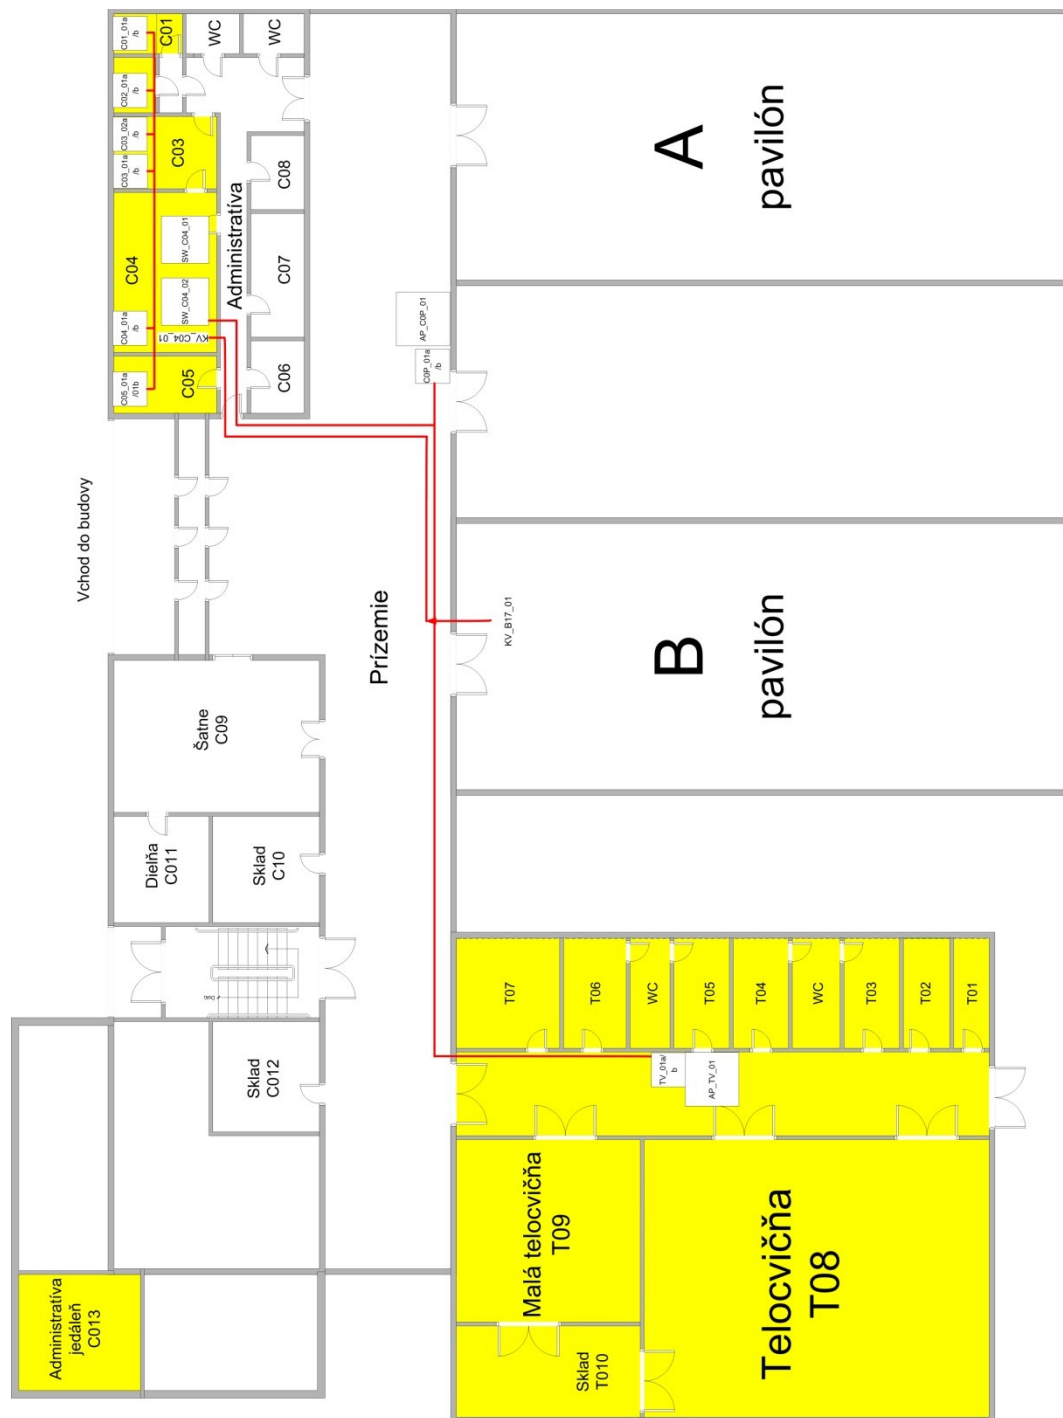 C01_01a
/b
C01
WC
WC
C02_01a
/b
C03_02a
/b
C03_01a
/b
C03
C08
SW_C04_01
Administratíva
C04
SW_C04_02
C07
C04_01a
/b
KV_C04_01
C05_01a
/01b
C05
C06
A
pavilón
AP_C0P_01
C0P_01a
/b
Vchod do budovy
Prízemie
KV_B17_01
B
pavilón
Šatne
C09
Dielňa
C011
Sklad
C10
Dolu
T07
T06
WC
T05
T04
WC
T03
T02
T01
TV_01a/
b
AP_TV_01
Sklad
C012
Malá telocvičňa
T09
Telocvičňa
T08
Administratíva
jedáleň
C013
Sklad
T010